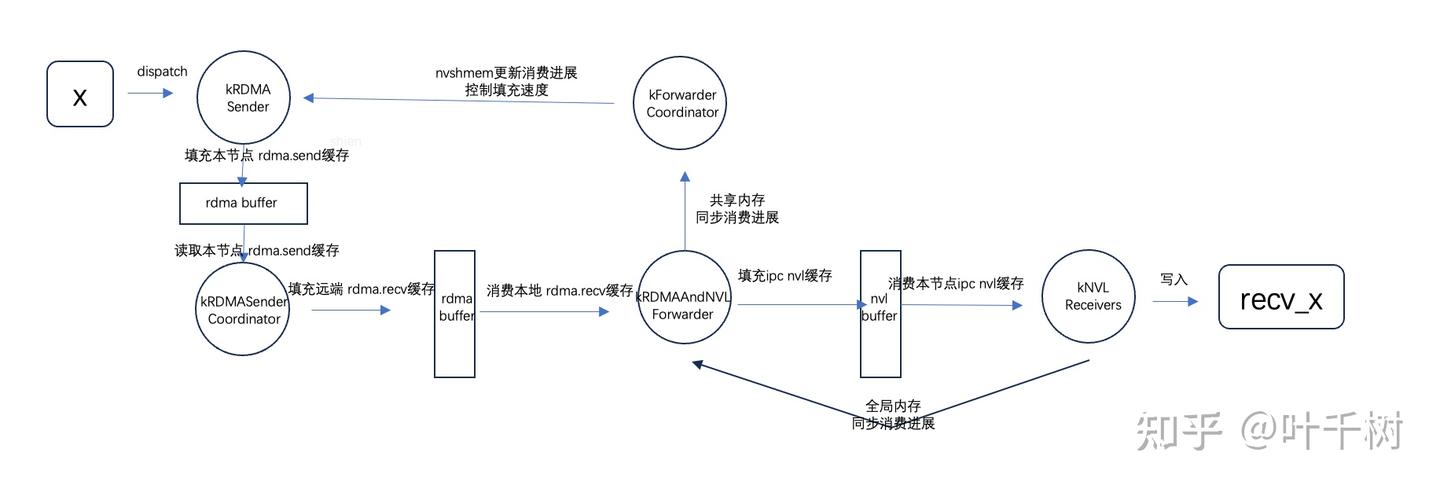 x
dispatch
kRDMA
Sender
nvshmem更新消费进展
控制填充速度
kForwarder
Coordinator
填充本节点 rdma.send缓存
rdma buffer
读取本节点 rdma.send缓存
共享内存
同步消费进展
kRDMASender
Coordinator
填充远端 rdma.recv缓存
rdma
buffer
消费本地 rdma.recv缓存
kRDMAAndNVL
Forwarder
填充ipc nvl缓存
nvl
buffer
消费本节点ipc nvl缓存
kNVL
Receivers
写入
recv_x
全局内存
同步消费进展
知乎 @叶千树